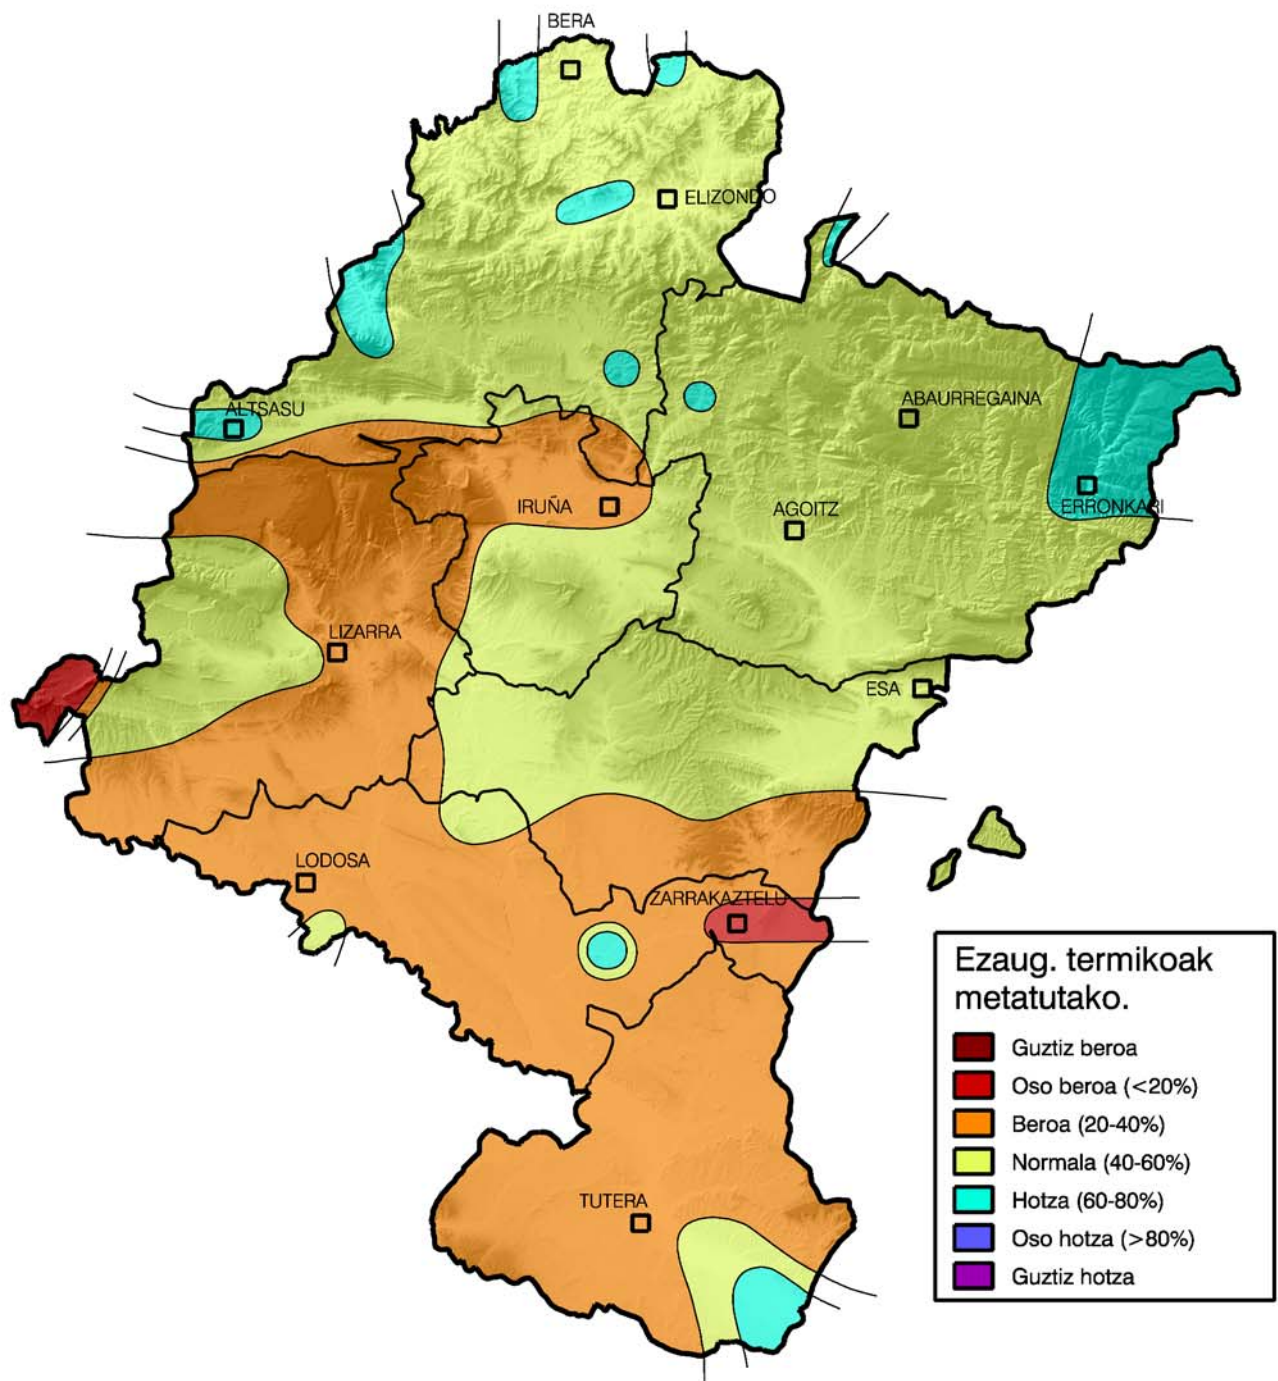 BERA
ELIZONDO
ALTSASU
ABAURREGAINA
IRUÑA
AGOITZ
ERRONKARI
LIZARRA
ESA
LODOSA
ZARRAKAZTELU
TUTERA
Ezaug. termikoak
metatutako.
Guztiz beroa
Oso beroa (<20%)
Beroa (20-40%)
Normala (40-60%)
Hotza (60-80%)
Oso hotza (>80%)
Guztiz hotza